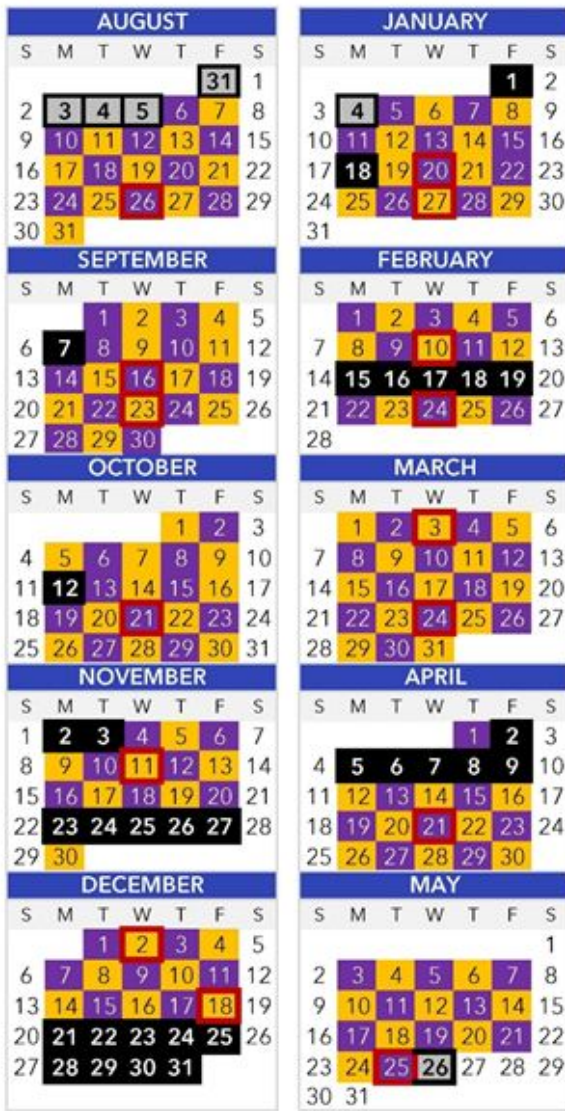 AUGUST
S M T W T F S
31 1
2 3 4 5 6 7 8
9 10 11 12 13 14 15
16 17 18 19 20 21 22
23 24 25 26 27 28 29
30 31
SEPTEMBER
S M T W T F S
1 2 3 4 5
6 7 8 9 10 11 12
13 14 15 16 17 18 19
20 21 22 23 24 25 26
27 28 29 30
OCTOBER
S M T W T F S
1 2 3
4 5 6 7 8 9 10
11 12 13 14 15 16 17
18 19 20 21 22 23 24
25 26 27 28 29 30 31
NOVEMBER
S M T W T F S
1 2 3 4 5 6 7
8 9 10 11 12 13 14
15 16 17 18 19 20 21
22 23 24 25 26 27 28
29 30
DECEMBER
S M T W T F S
1 2 3 4 5
6 7 8 9 10 11 12
13 14 15 16 17 18 19
20 21 22 23 24 25 26
27 28 29 30 31
JANUARY
S M T W T F S
1 2
3 4 5 6 7 8 9
10 11 12 13 14 15 16
17 18 19 20 21 22 23
24 25 26 27 28 29 30
31
FEBRUARY
S M T W T F S
1 2 3 4 5 6
7 8 9 10 11 12 13
14 15 16 17 18 19 20
21 22 23 24 25 26 27
28
MARCH
S M T W T F S
1 2 3 4 5 6
7 8 9 10 11 12 13
14 15 16 17 18 19 20
21 22 23 24 25 26 27
28 29 30 31
APRIL
S M T W T F S
1 2 3
4 5 6 7 8 9 10
11 12 13 14 15 16 17
18 19 20 21 22 23 24
25 26 27 28 29 30
MAY
S M T W T F S
1
2 3 4 5 6 7 8
9 10 11 12 13 14 15
16 17 18 19 20 21 22
23 24 25 26 27 28 29
30 31